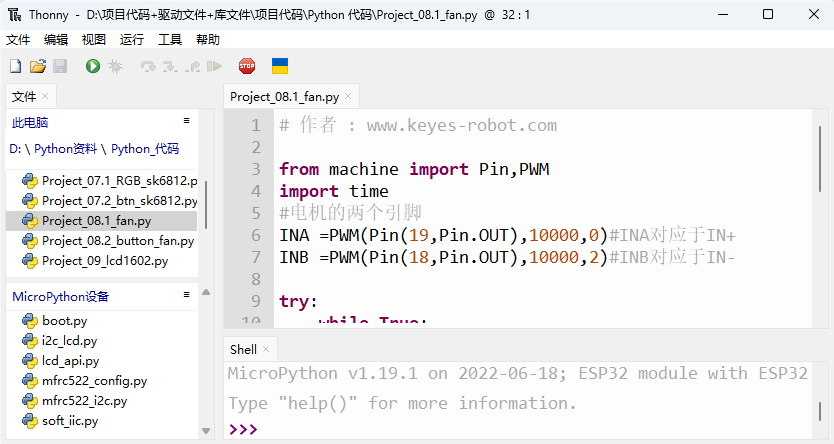 Thonny - D:\项目代码+驱动文件+库文件\项目代码\Python 代码\Project_08.1_fan.py @ 32 : 1
文件 编辑 视图 运行 工具 帮助
STOP
文件 ×
此电脑
D: \ Python资料 \ Python_代码
Project_07.1_RGB_sk6812.p
Project_07.2_btn_sk6812.py
Project_08.1_fan.py
Project_08.2_button_fan.py
Project_09_lcd1602.py
MicroPython设备
boot.py
i2c_lcd.py
lcd_api.py
mfrc522_config.py
mfrc522_i2c.py
soft_iic.py
Project_08.1_fan.py ×
1 # 作者 : www.keyes-robot.com
2
3 from machine import Pin,PWM
4 import time
5 #电机的两个引脚
6 INA =PWM(Pin(19,Pin.OUT),10000,0)#INA对应于IN+
7 INB =PWM(Pin(18,Pin.OUT),10000,2)#INB对应于IN-
8
9 try:
10 while True:
Shell ×
MicroPython v1.19.1 on 2022-06-18; ESP32 module with ESP32
Type "help()" for more information.
>>>